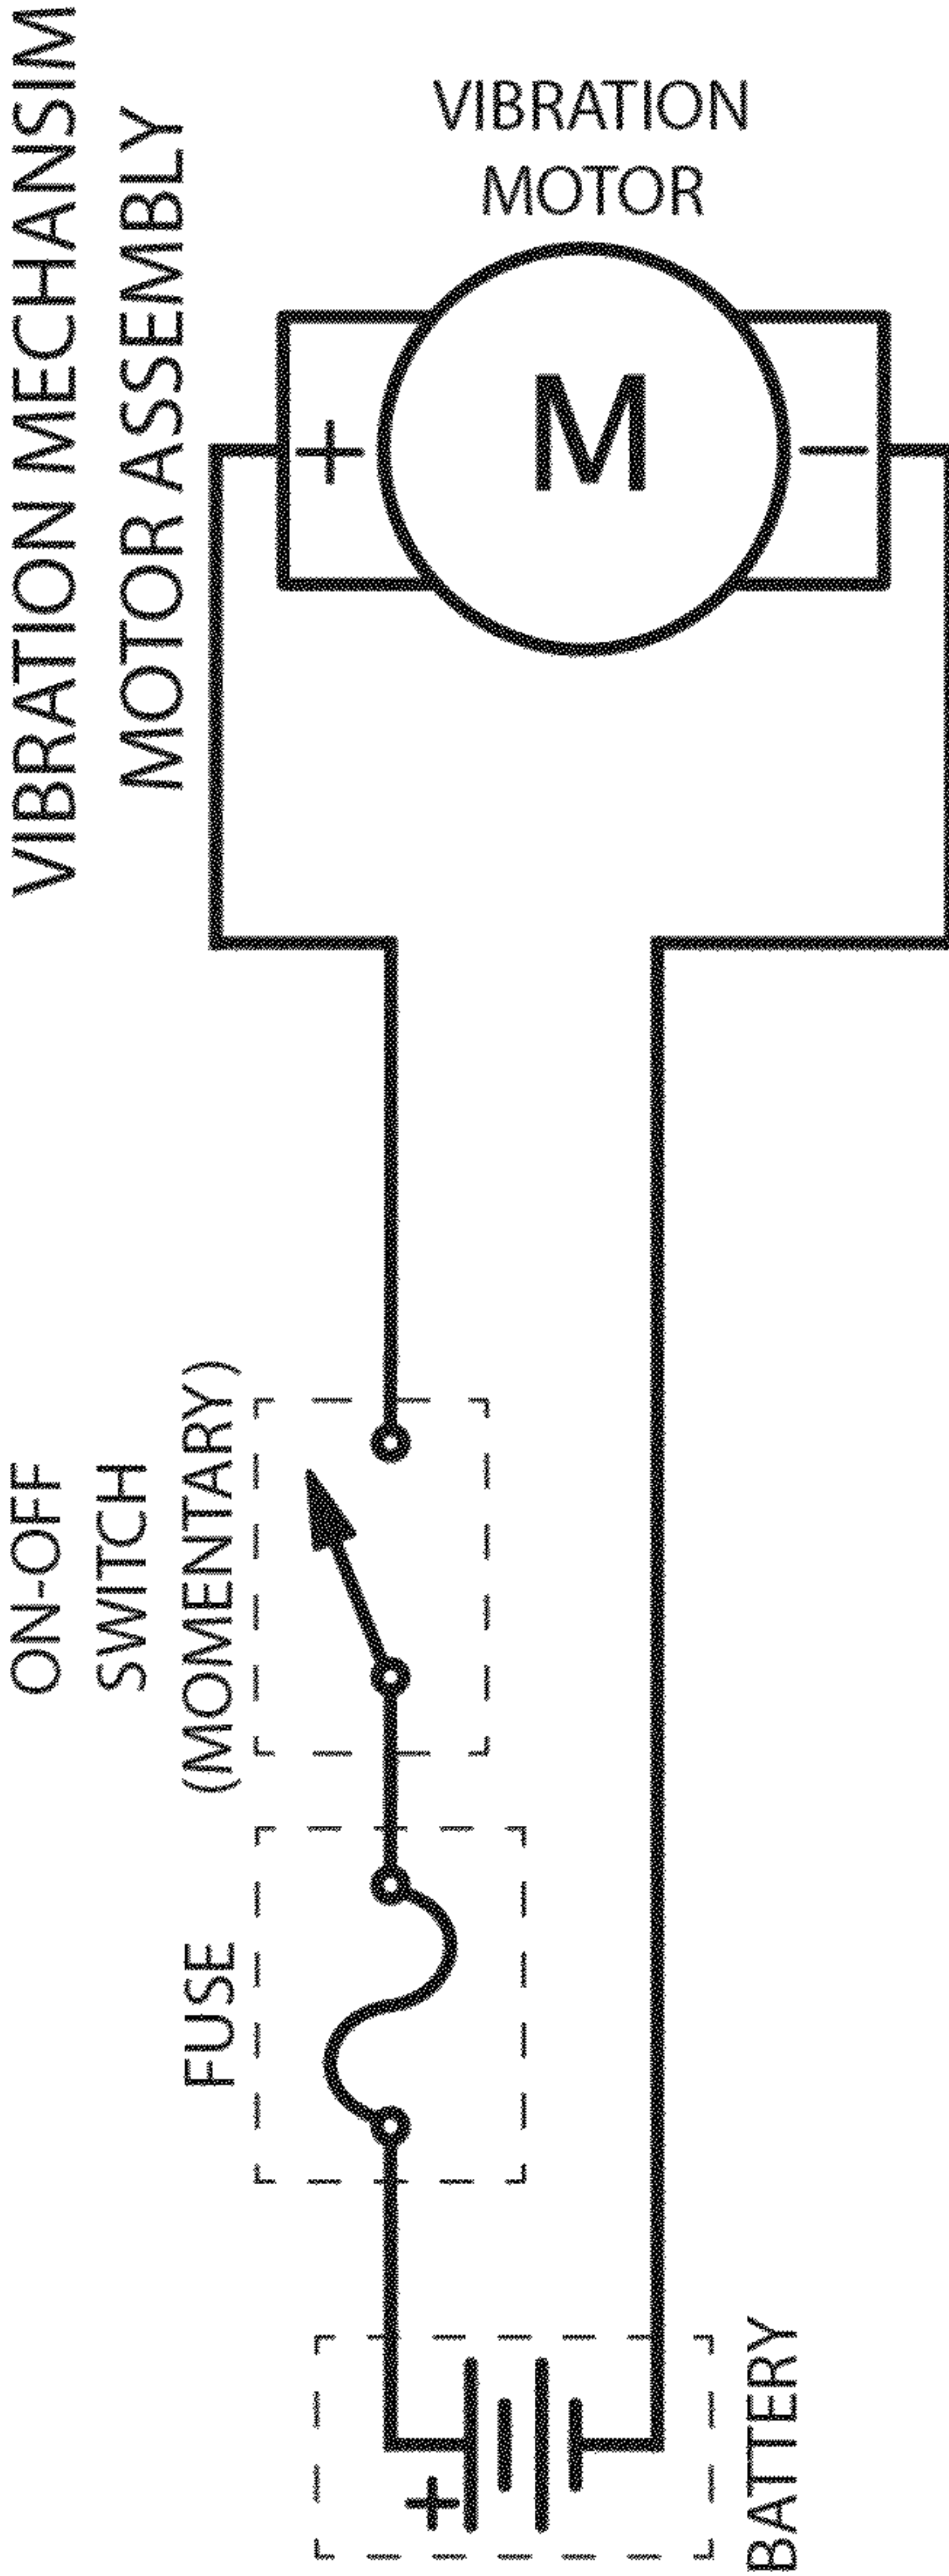 VIBRATION MECHANSIM
MOTOR ASSEMBLY
VIBRATION
MOTOR
+
M
−
ON-OFF
SWITCH
(MOMENTARY)
FUSE
+
BATTERY